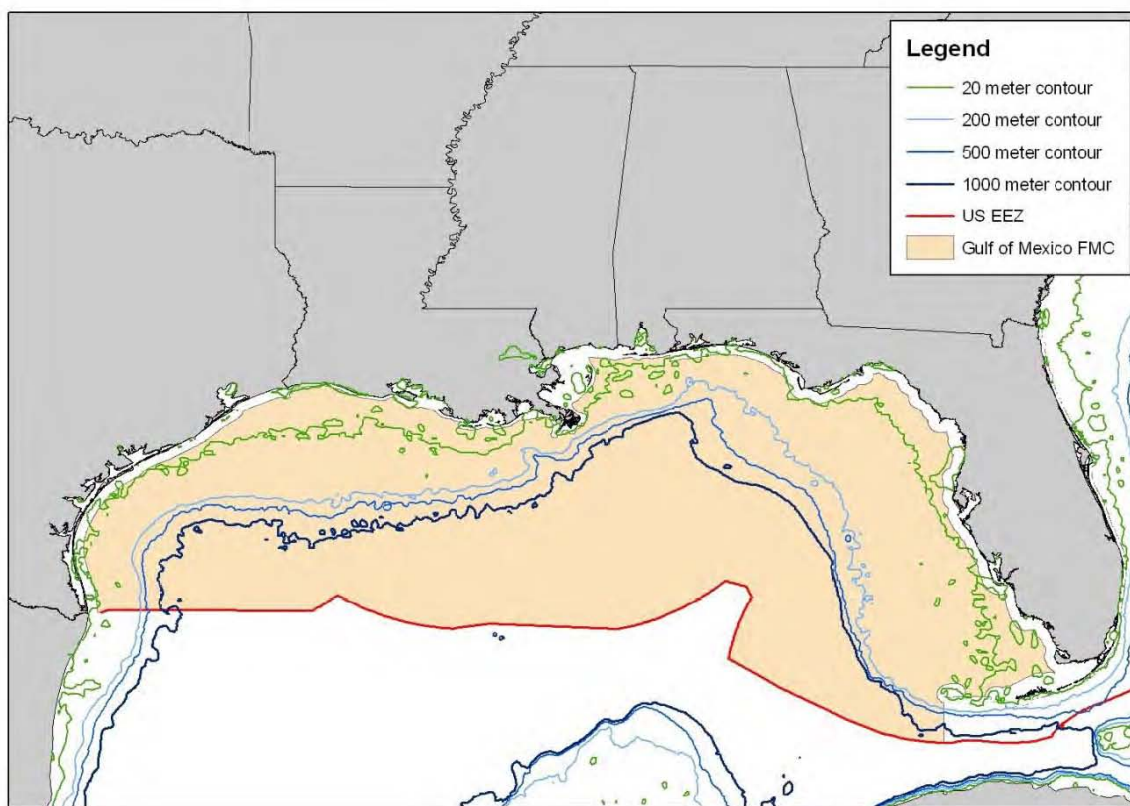 Legend
20 meter contour
200 meter contour
500 meter contour
1000 meter contour
US EEZ
Gulf of Mexico FMC